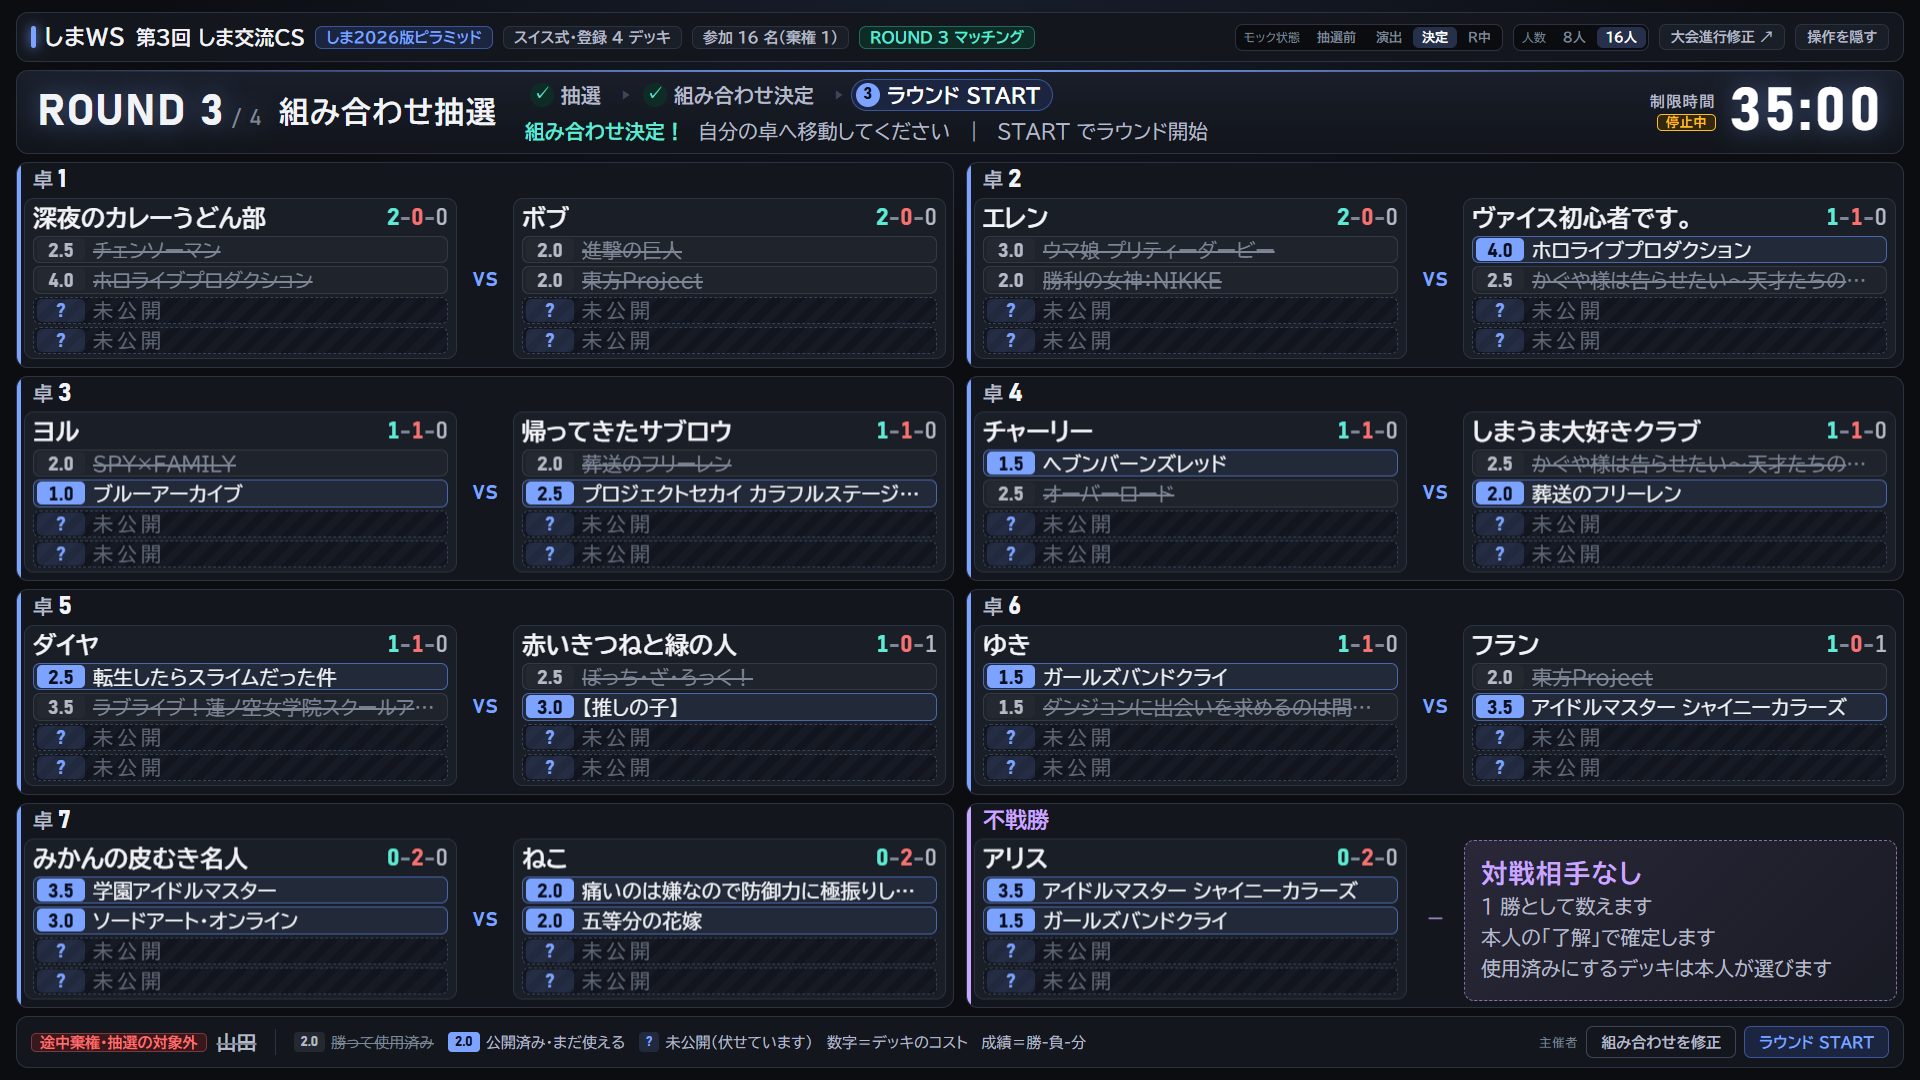 しまWS 第3回 しま交流CS しま2026版ピラミッド スイス式・登録 4 デッキ 参加 16 名(棄権 1) ROUND 3 マッチング モック状態 抽選前 演出 決定 R中 人数 8人 16人 大会進行修正 ↗ 操作を隠す
ROUND 3 / 4 組み合わせ抽選
✓ 抽選 ▸ ✓ 組み合わせ決定 ▸ 3 ラウンド START
組み合わせ決定！ 自分の卓へ移動してください ｜ START でラウンド開始
制限時間 停止中 35:00
卓 1
深夜のカレーうどん部 2-0-0
2.5 チェンソーマン
4.0 ホロライブプロダクション
? 未公開
? 未公開
VS
ボブ 2-0-0
2.0 進撃の巨人
2.0 東方Project
? 未公開
? 未公開
卓 2
エレン 2-0-0
3.0 ウマ娘 プリティーダービー
2.0 勝利の女神：NIKKE
? 未公開
? 未公開
VS
ヴァイス初心者です。 1-1-0
4.0 ホロライブプロダクション
2.5 かぐや様は告らせたい～天才たちの…
? 未公開
? 未公開
卓 3
ヨル 1-1-0
2.0 SPY×FAMILY
1.0 ブルーアーカイブ
? 未公開
? 未公開
VS
帰ってきたサブロウ 1-1-0
2.0 葬送のフリーレン
2.5 プロジェクトセカイ カラフルステージ…
? 未公開
? 未公開
卓 4
チャーリー 1-1-0
1.5 ヘブンバーンズレッド
2.5 オーバーロード
? 未公開
? 未公開
VS
しまうま大好きクラブ 1-1-0
2.5 かぐや様は告らせたい～天才たちの…
2.0 葬送のフリーレン
? 未公開
? 未公開
卓 5
ダイヤ 1-1-0
2.5 転生したらスライムだった件
3.5 ラブライブ！蓮ノ空女学院スクールア…
? 未公開
? 未公開
VS
赤いきつねと緑の人 1-0-1
2.5 ぼっち・ざ・ろっく！
3.0 【推しの子】
? 未公開
? 未公開
卓 6
ゆき 1-1-0
1.5 ガールズバンドクライ
1.5 ダンジョンに出会いを求めるのは間…
? 未公開
? 未公開
VS
フラン 1-0-1
2.0 東方Project
3.5 アイドルマスター シャイニーカラーズ
? 未公開
? 未公開
卓 7
みかんの皮むき名人 0-2-0
3.5 学園アイドルマスター
3.0 ソードアート・オンライン
? 未公開
? 未公開
VS
ねこ 0-2-0
2.0 痛いのは嫌なので防御力に極振りし…
2.0 五等分の花嫁
? 未公開
? 未公開
不戦勝
アリス 0-2-0
3.5 アイドルマスター シャイニーカラーズ
1.5 ガールズバンドクライ
? 未公開
? 未公開
–
対戦相手なし
1 勝として数えます
本人の「了解」で確定します
使用済みにするデッキは本人が選びます
途中棄権・抽選の対象外 山田 2.0 勝って使用済み 2.0 公開済み・まだ使える ? 未公開(伏せています) 数字＝デッキのコスト 成績＝勝-負-分 主催者 組み合わせを修正 ラウンド START